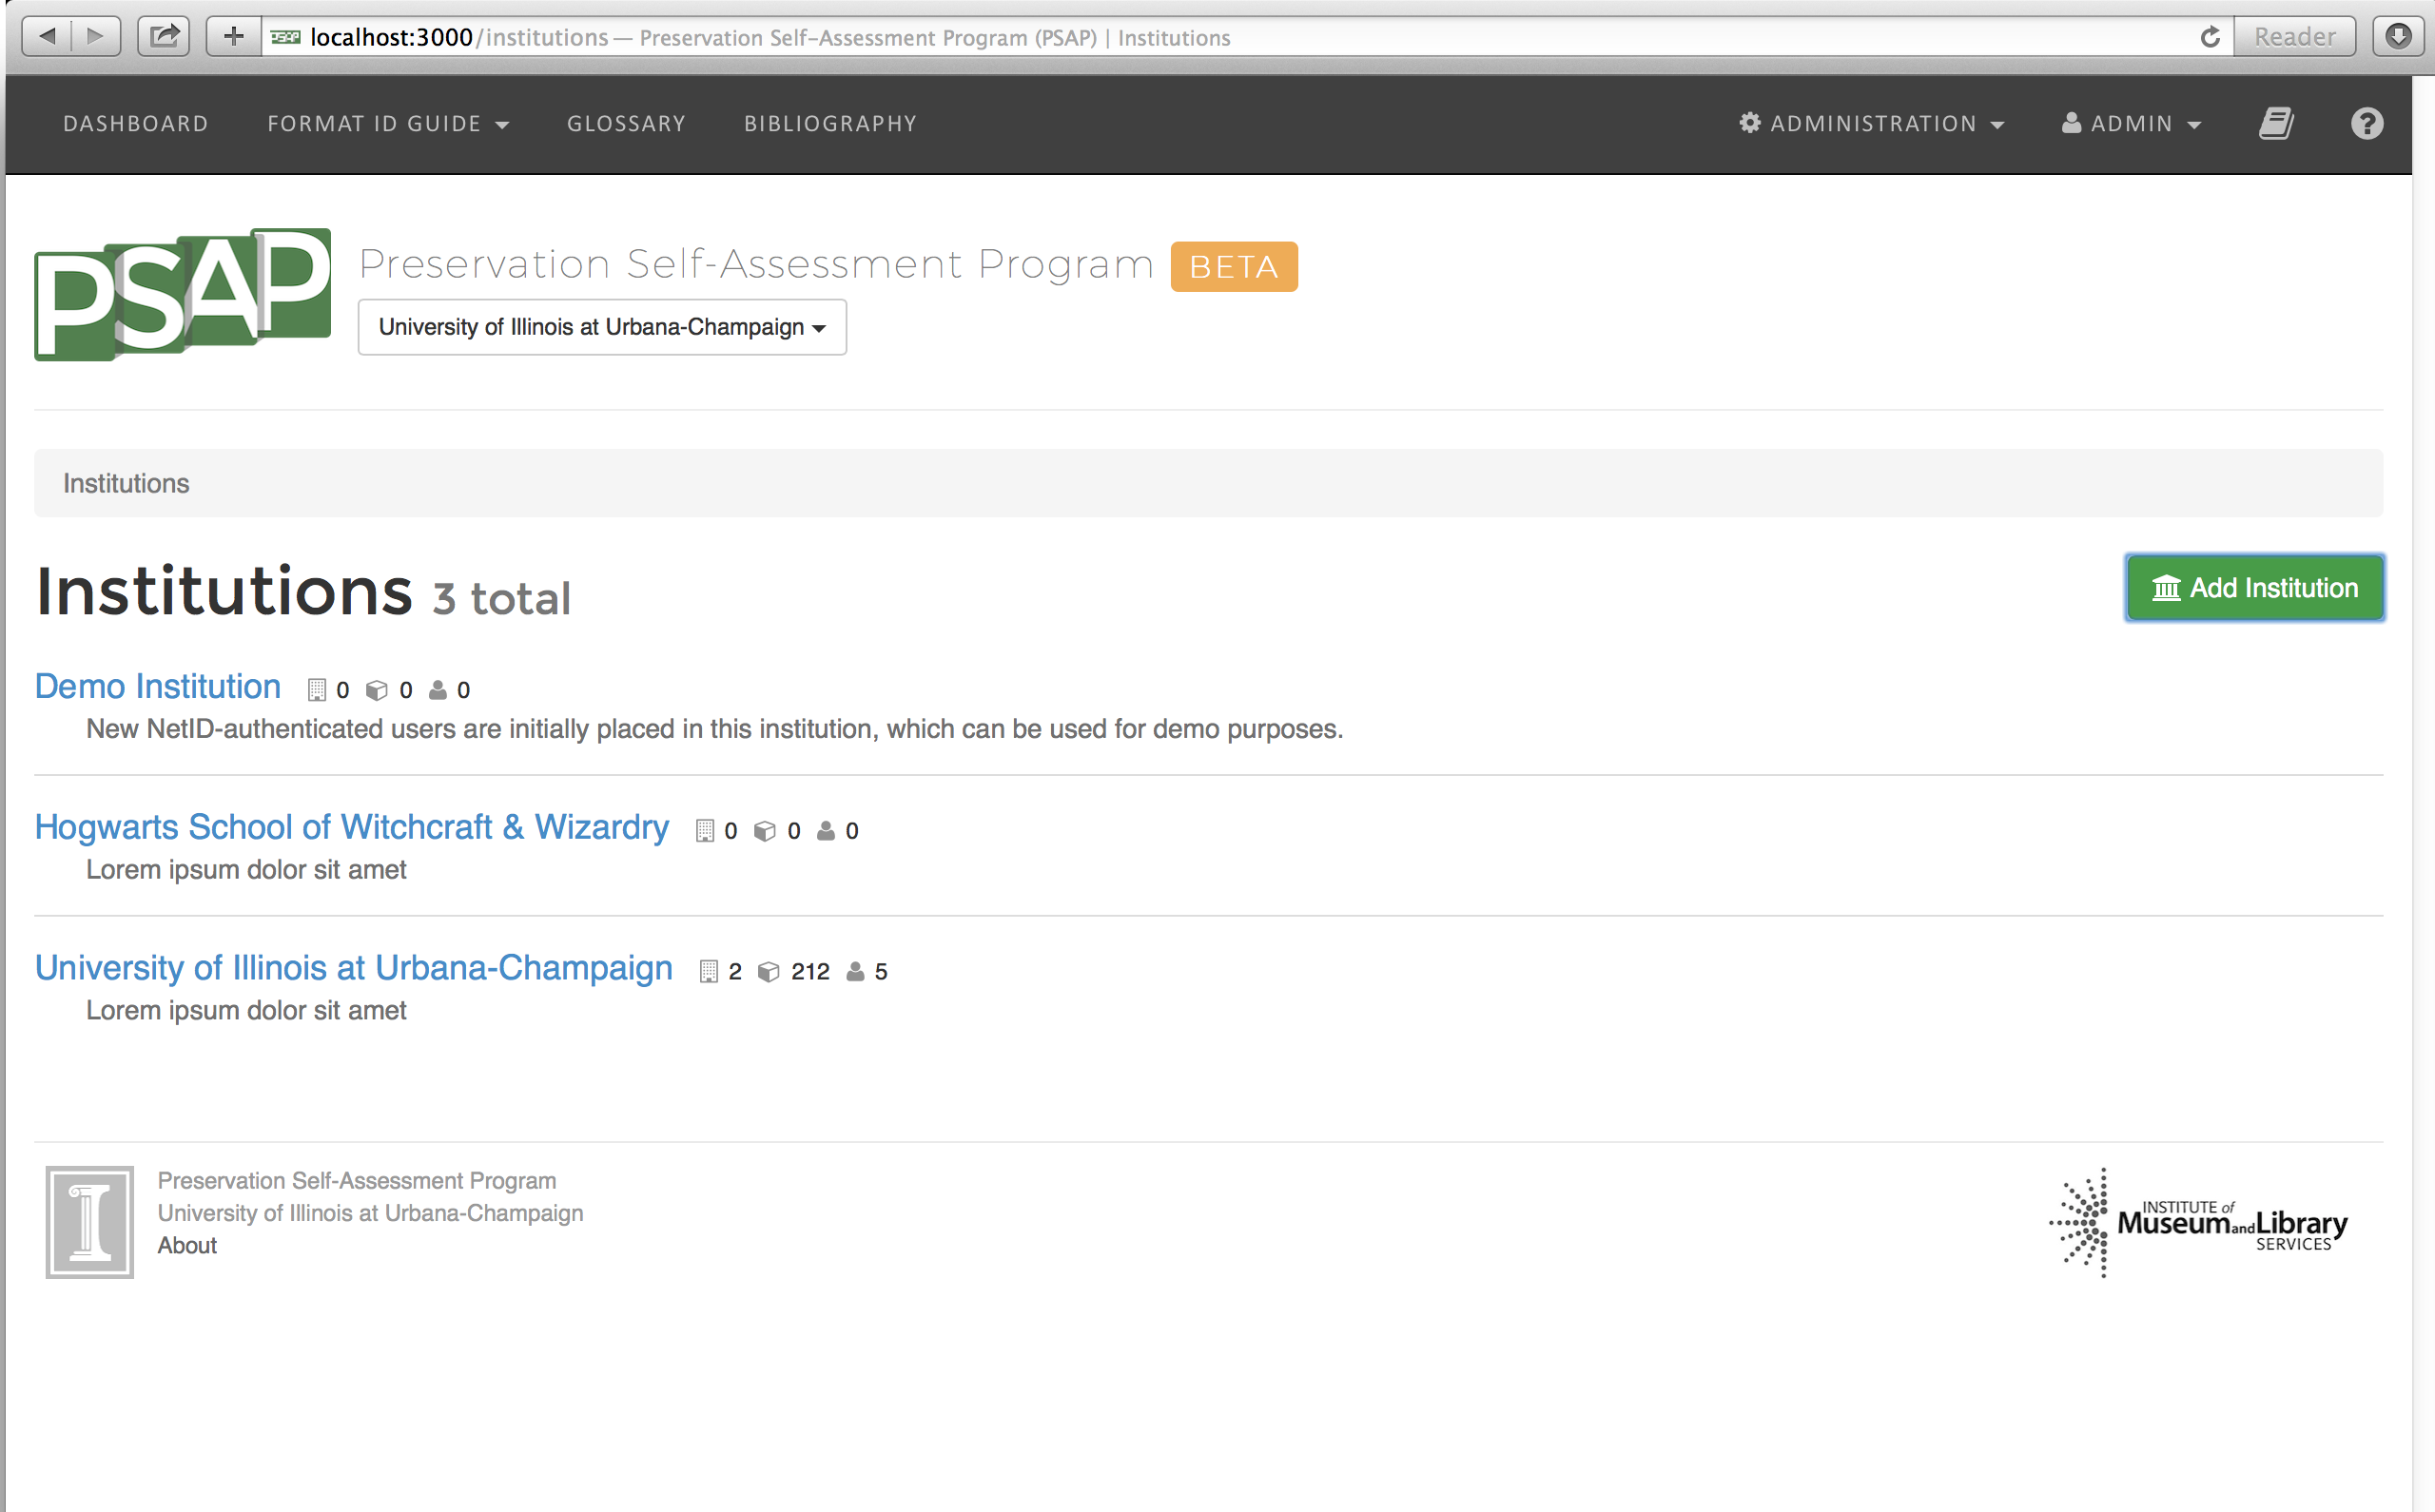 localhost:3000/institutions — Preservation Self-Assessment Program (PSAP) | Institutions
Reader
DASHBOARD FORMAT ID GUIDE GLOSSARY BIBLIOGRAPHY ADMINISTRATION ADMIN
PSAP
Preservation Self-Assessment Program BETA
University of Illinois at Urbana-Champaign
Institutions
Institutions 3 total
Add Institution
Demo Institution 0 0 0
New NetID-authenticated users are initially placed in this institution, which can be used for demo purposes.
Hogwarts School of Witchcraft & Wizardry 0 0 0
Lorem ipsum dolor sit amet
University of Illinois at Urbana-Champaign 2 212 5
Lorem ipsum dolor sit amet
Preservation Self-Assessment Program
University of Illinois at Urbana-Champaign
About
INSTITUTE of
Museum and Library
SERVICES